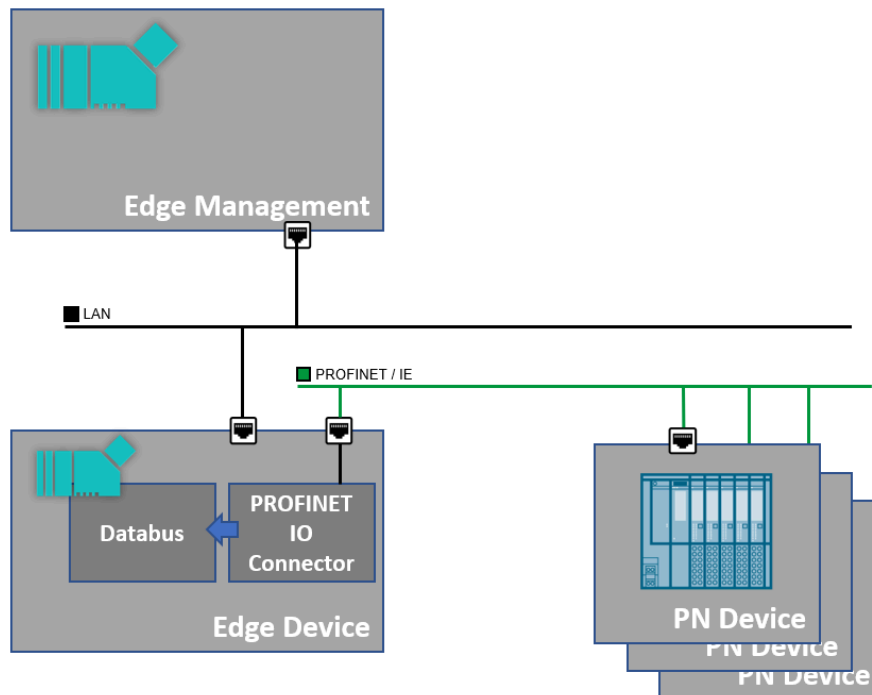 Edge Management
LAN
PROFINET / IE
PROFINET
IO
Connector
Databus
Edge Device
PN Device
PN Device
PN Device